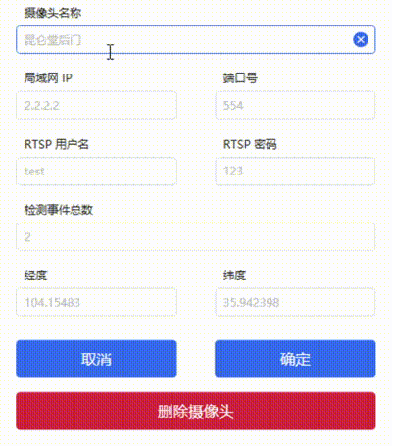 摄像头名称
昆仑堂后门
局域网 IP 端口号
2.2.2.2 554
RTSP 用户名 RTSP 密码
test 123
检测事件总数
2
经度 纬度
104.15483 35.942398
取消 确定
删除摄像头